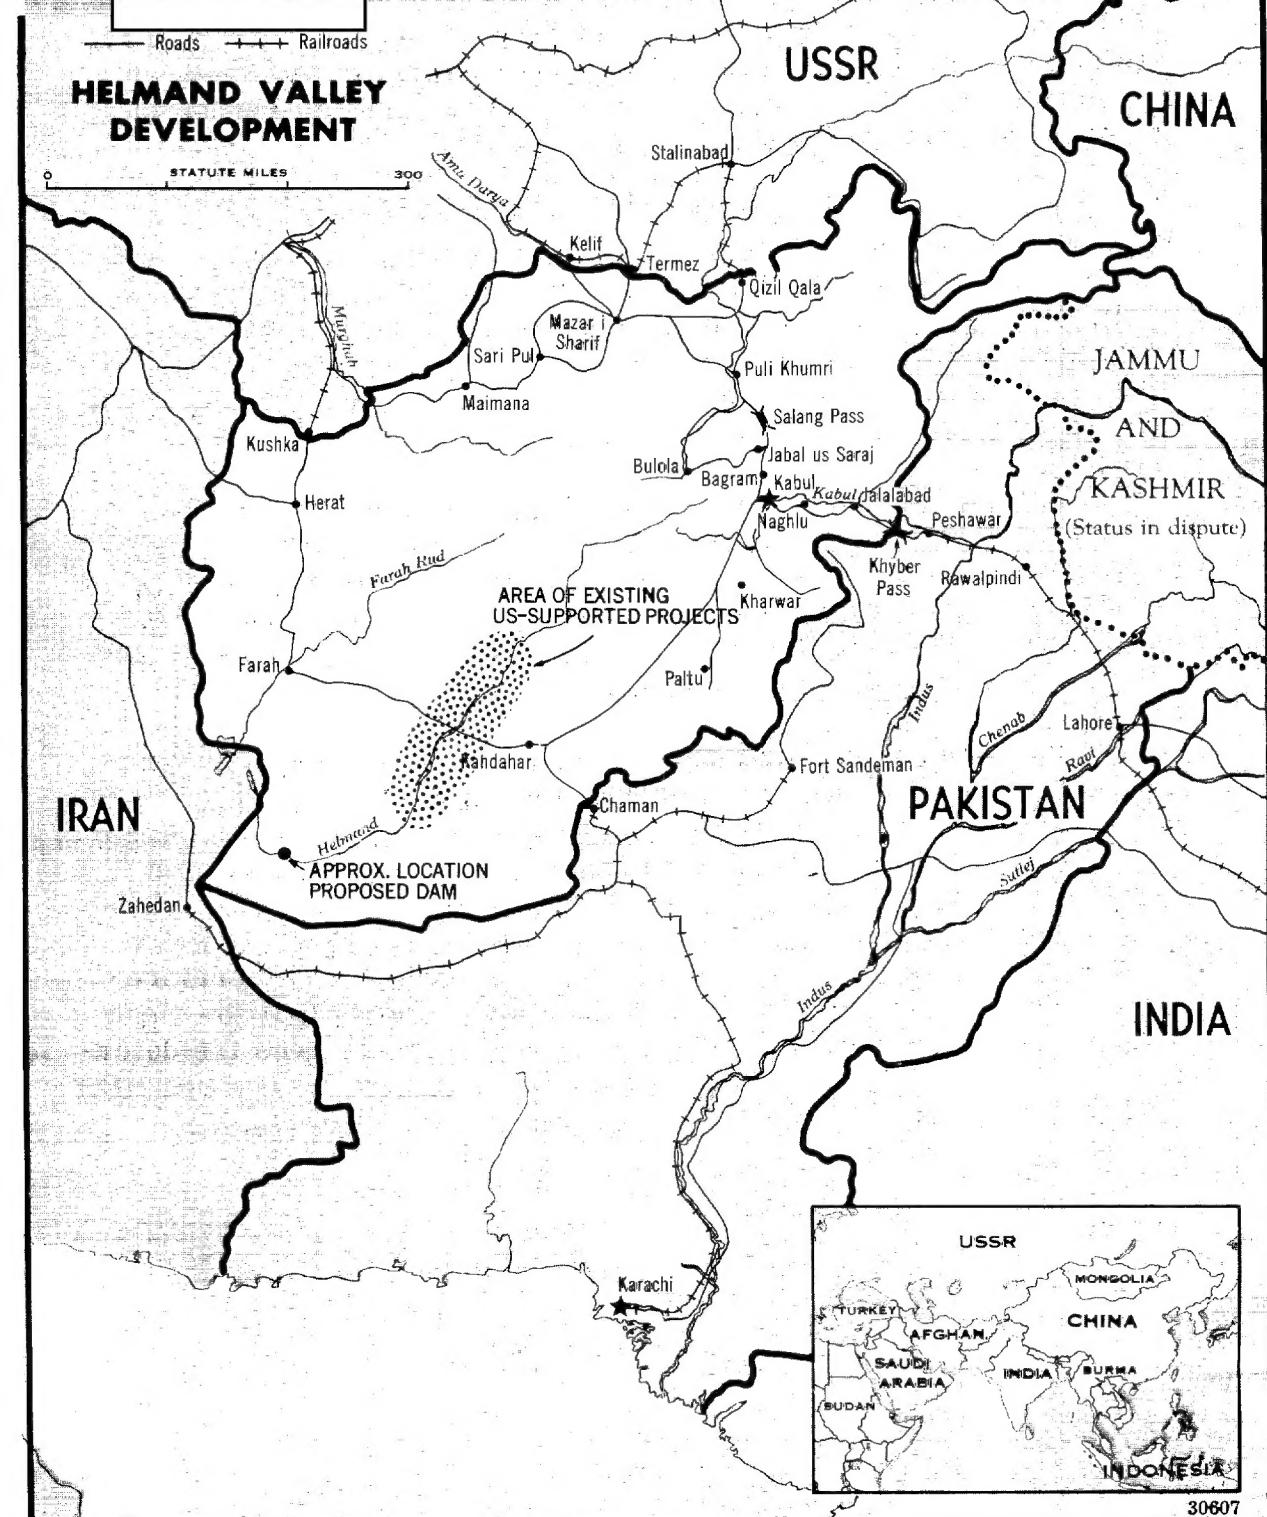 Roads Railroads
HELMAND VALLEY
DEVELOPMENT
STATUTE MILES
0 300
USSR
CHINA
Stalinabad
Amu Darya
Kelif
Termez
Qizil Qala
Murghab
Mazar i
Sharif
Sari Pul
Maimana
Puli Khumri
JAMMU
AND
KASHMIR
(Status in dispute)
Salang Pass
Kushka
Jabal us Saraj
Bulola
Bagram
Kabul
Kabul
Jalalabad
Herat
Naghlu
Peshawar
Khyber
Pass
Rawalpindi
Farah Rud
AREA OF EXISTING
US-SUPPORTED PROJECTS
Kharwar
Farah
Paltu
Indus
Chenab
Lahore
Ravi
Kahdahar
Fort Sandeman
IRAN
Chaman
PAKISTAN
Helmand
APPROX. LOCATION
PROPOSED DAM
Sutlej
Zahedan
Indus
INDIA
Karachi
USSR
MONGOLIA
TURKEY
CHINA
AFGHAN.
SAUDI
ARABIA
INDIA
BURMA
SUDAN
INDONESIA
30607